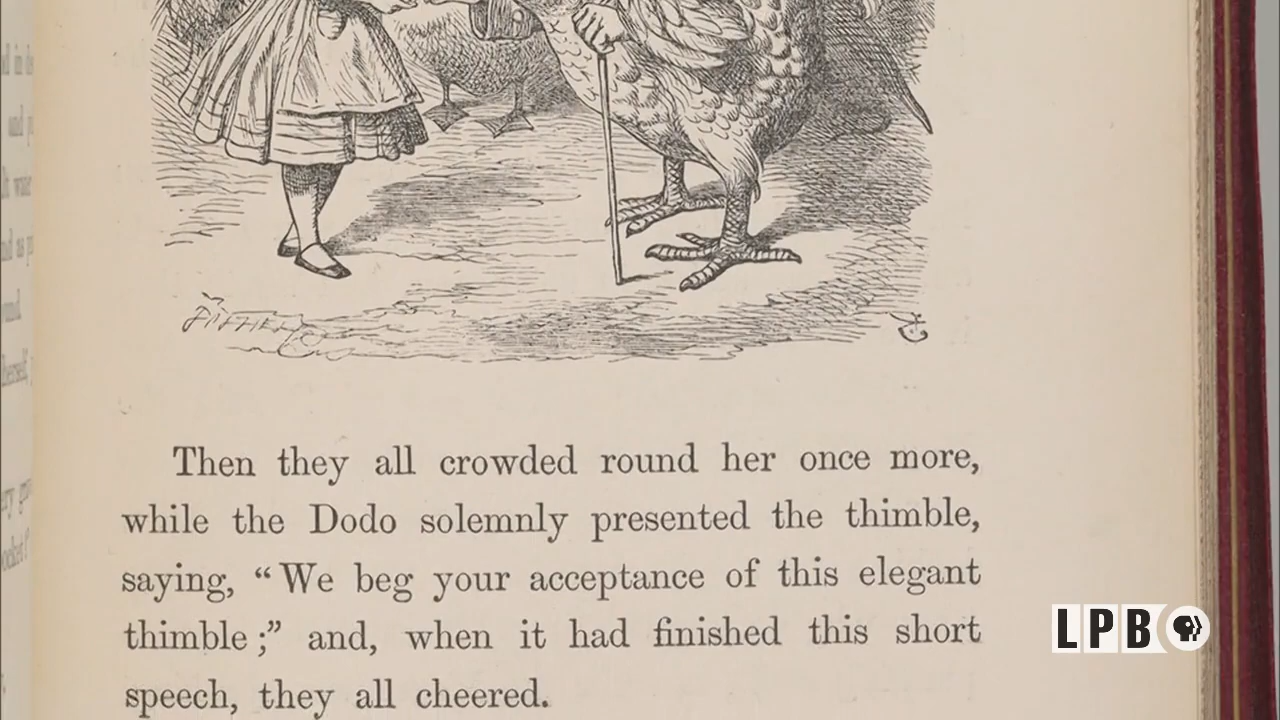 Then they all crowded round her once more,
while the Dodo solemnly presented the thimble,
saying, “We beg your acceptance of this elegant
thimble;” and, when it had finished this short
speech, they all cheered.
LPB